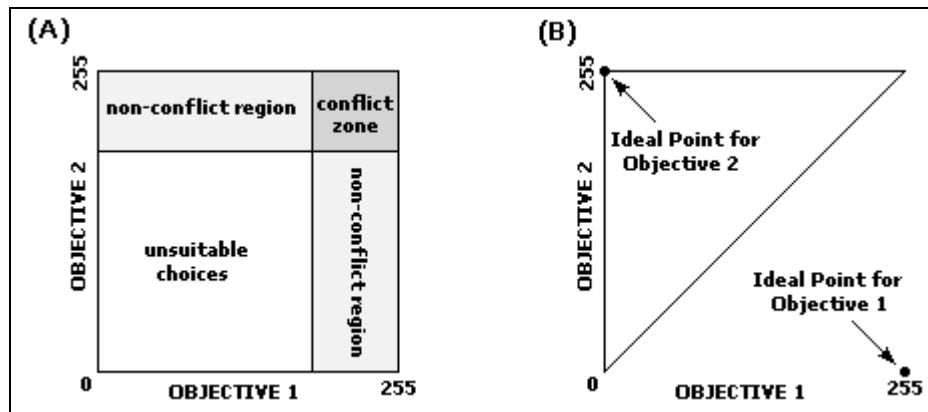 (A)
255
non-conflict region
conflict
zone
OBJECTIVE 2
unsuitable
choices
non-conflict region
0
OBJECTIVE 1
255
(B)
255
Ideal Point for
Objective 2
OBJECTIVE 2
Ideal Point for
Objective 1
0
OBJECTIVE 1
255